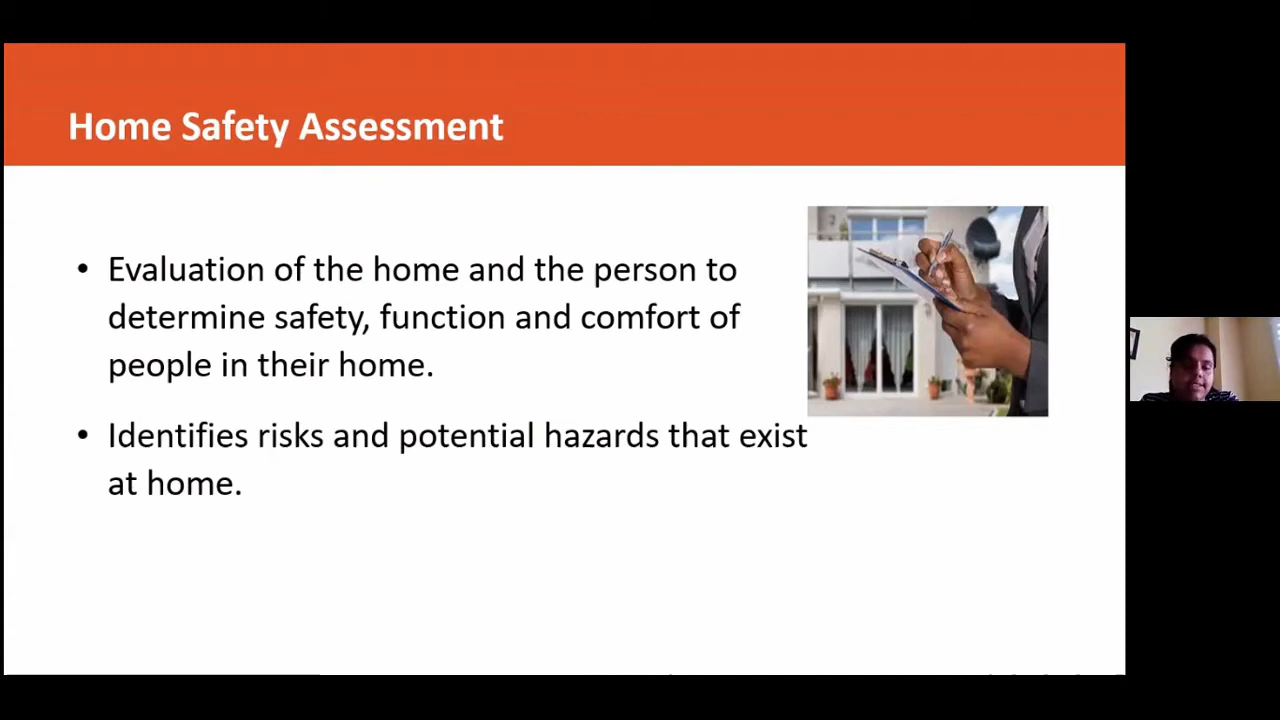 Home Safety Assessment
• Evaluation of the home and the person to
determine safety, function and comfort of
people in their home.
• Identifies risks and potential hazards that exist
at home.